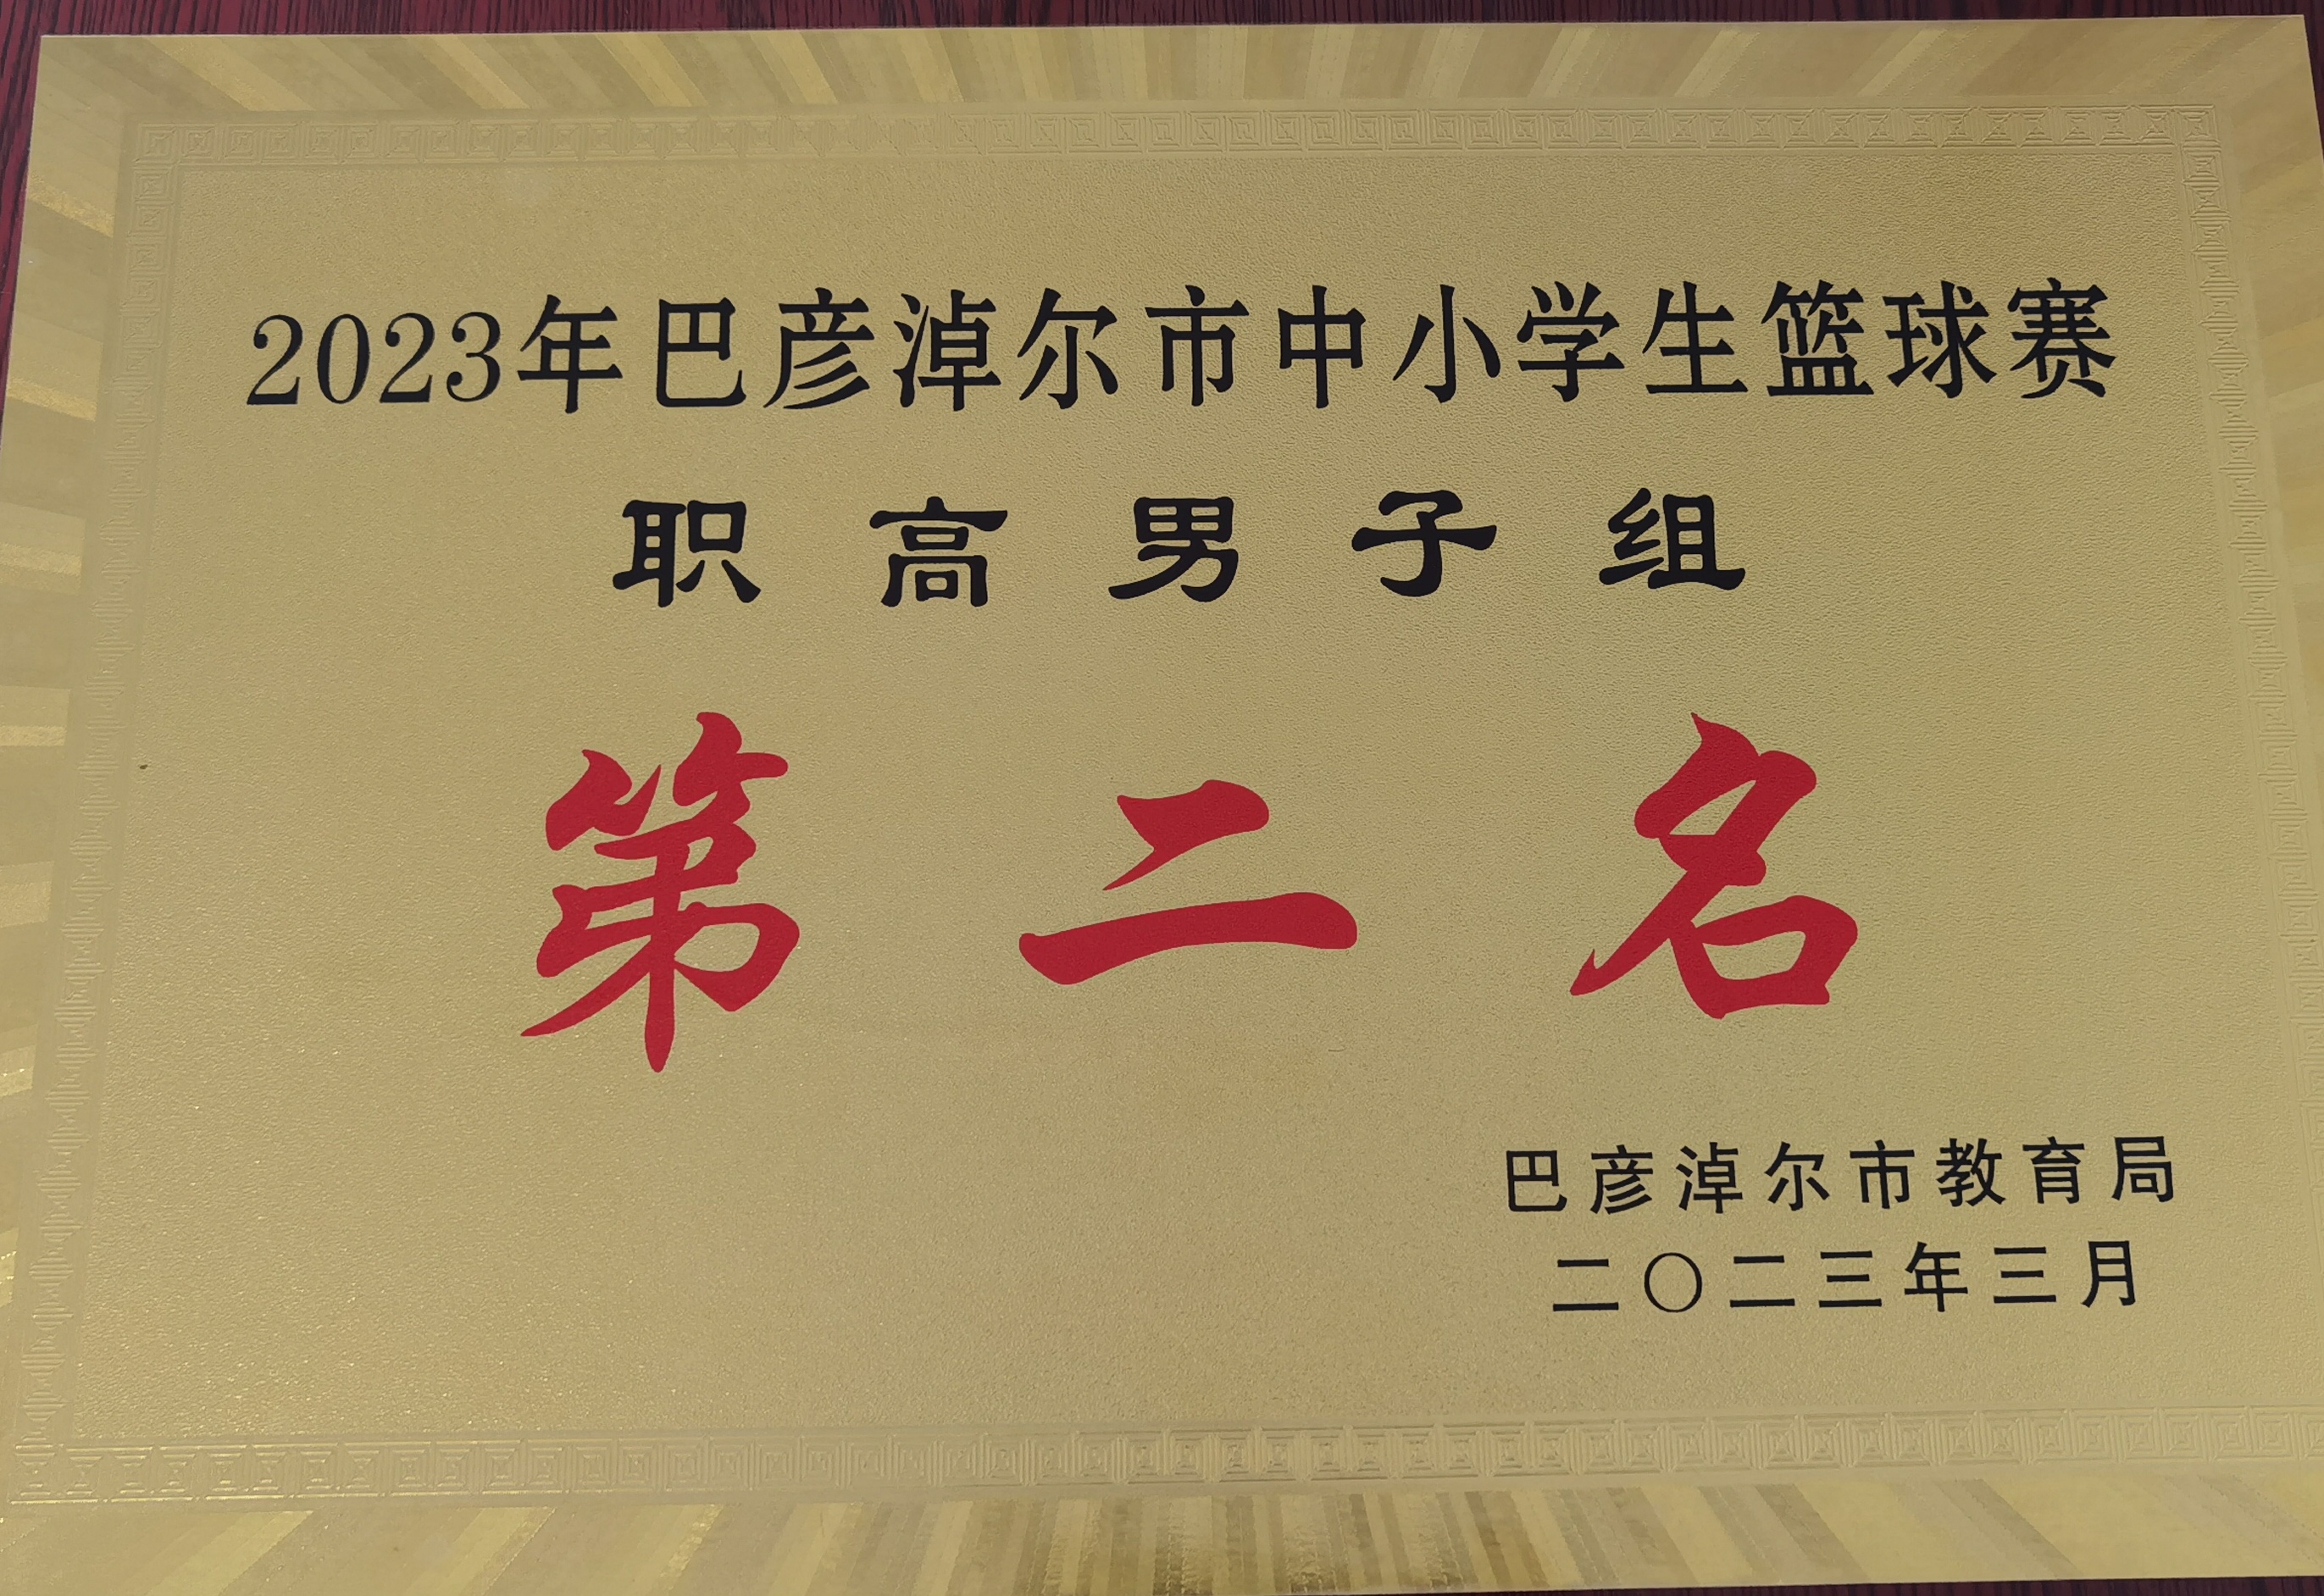 2023年巴彦淖尔市中小学生篮球赛
职高男子组
第二名
巴彦淖尔市教育局
二〇二三年三月